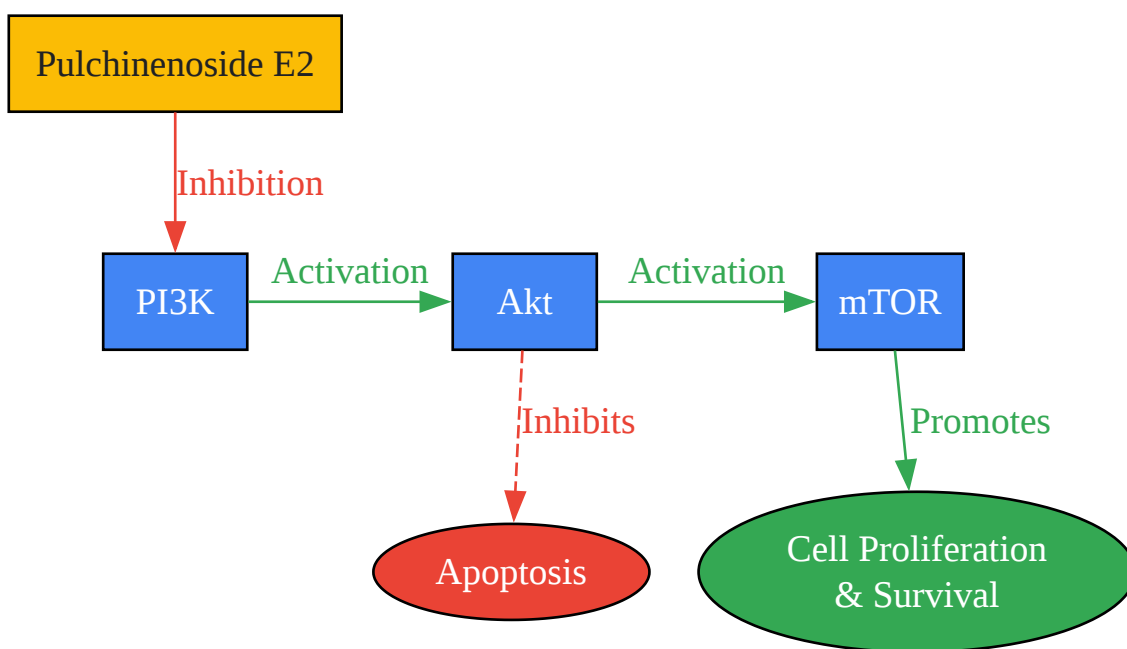 Pulchinenoside E2
Inhibition
Activation
Activation
PI3K
Akt
mTOR
Inhibits
Promotes
Apoptosis
Cell Proliferation
& Survival